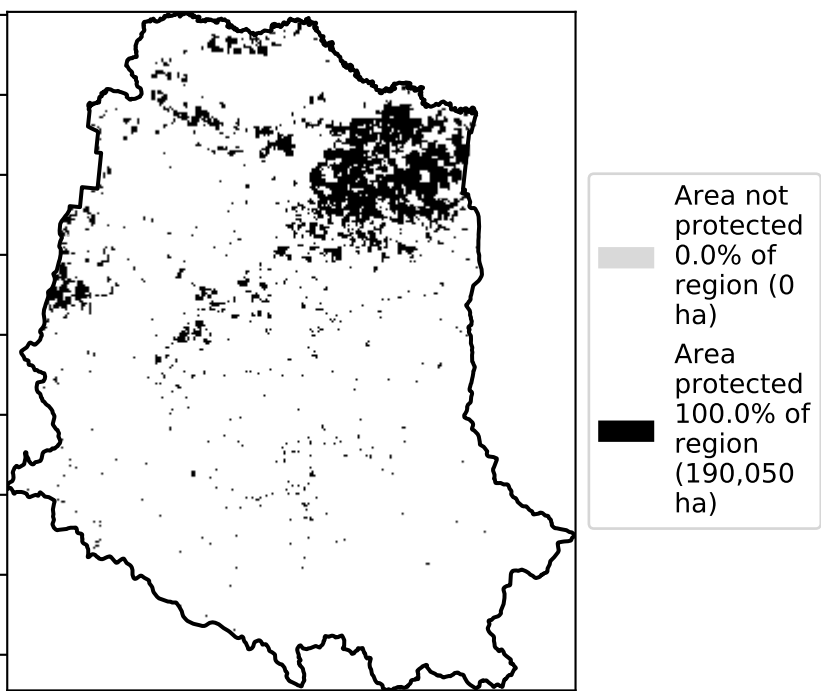 Area not
protected
0.0% of
region (0
ha)
Area
protected
100.0% of
region
(190,050
ha)